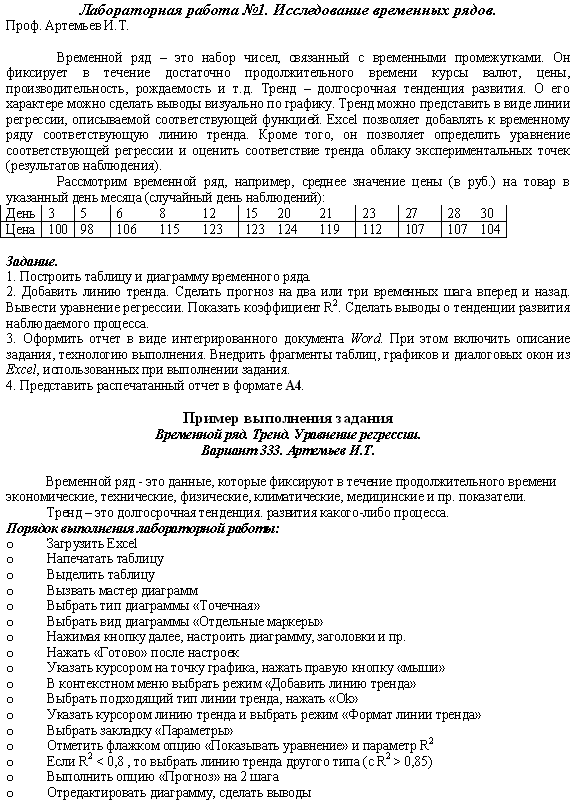 Лабораторная работа №1. Исследование временных рядов.
Проф. Артемьев И.Т.
Временной ряд – это набор чисел, связанный с временными промежутками. Он
фиксирует в течение достаточно продолжительного времени курсы валют, цены,
производительность, рождаемость и т.д. Тренд – долгосрочная тенденция развития. О его
характере можно сделать выводы визуально по графику. Тренд можно представить в виде линии
регрессии, описываемой соответствующей функцией. Excel позволяет добавлять к временному
ряду соответствующую линию тренда. Кроме того, он позволяет определить уравнение
соответствующей регрессии и оценить соответствие тренда облаку экспериментальных точек
(результатов наблюдения).
Рассмотрим временной ряд, например, среднее значение цены (в руб.) на товар в
указанный день месяца (случайный день наблюдений):
День 3 5 6 8 12 15 20 21 23 27 28 30
Цена 100 98 106 115 123 123 124 119 112 107 107 104
Задание.
1. Построить таблицу и диаграмму временного ряда.
2. Добавить линию тренда. Сделать прогноз на два или три временных шага вперед и назад.
Вывести уравнение регрессии. Показать коэффициент R². Сделать выводы о тенденции развития
наблюдаемого процесса.
3. Оформить отчет в виде интегрированного документа Word. При этом включить описание
задания, технологию выполнения. Внедрить фрагменты таблиц, графиков и диалоговых окон из
Excel, использованных при выполнении задания.
4. Представить распечатанный отчет в формате А4.
Пример выполнения задания
Временной ряд. Тренд. Уравнение регрессии.
Вариант 333. Артемьев И.Т.
Временной ряд - это данные, которые фиксируют в течение продолжительного времени
экономические, технические, физические, климатические, медицинские и пр. показатели.
Тренд – это долгосрочная тенденция. развития какого-либо процесса.
Порядок выполнения лабораторной работы:
o Загрузить Excel
o Напечатать таблицу
o Выделить таблицу
o Вызвать мастер диаграмм
o Выбрать тип диаграммы «Точечная»
o Выбрать вид диаграммы «Отдельные маркеры»
o Нажимая кнопку далее, настроить диаграмму, заголовки и пр.
o Нажать «Готово» после настроек
o Указать курсором на точку графика, нажать правую кнопку «мыши»
o В контекстном меню выбрать режим «Добавить линию тренда»
o Выбрать подходящий тип линии тренда, нажать «Ok»
o Указать курсором линию тренда и выбрать режим «Формат линии тренда»
o Выбрать закладку «Параметры»
o Отметить флажком опцию «Показывать уравнение» и параметр R²
o Если R² < 0,8 , то выбрать линию тренда другого типа (с R² > 0,85)
o Выполнить опцию «Прогноз» на 2 шага
o Отредактировать диаграмму, сделать выводы